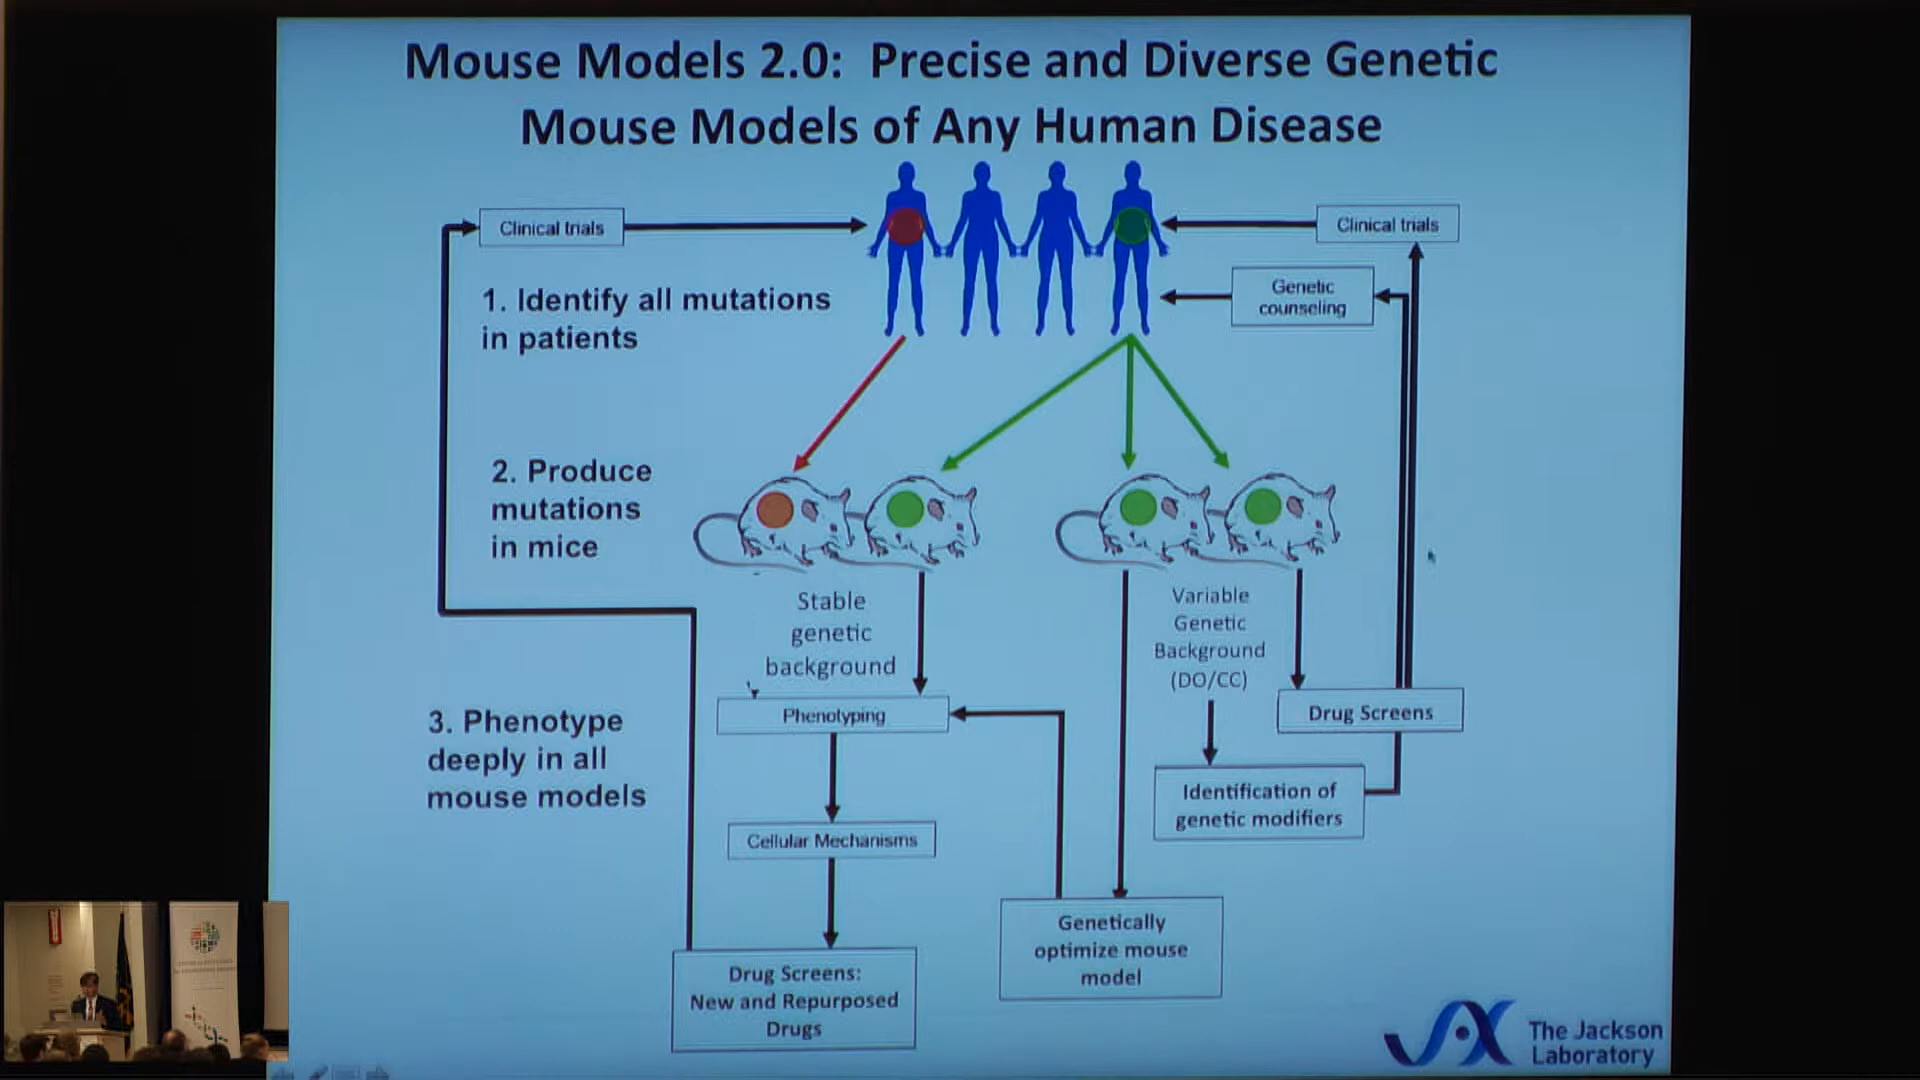 Mouse Models 2.0: Precise and Diverse Genetic
Mouse Models of Any Human Disease
Clinical trials
Clinical trials
Genetic
counseling
1. Identify all mutations
in patients
2. Produce
mutations
in mice
Stable
genetic
background
Variable
Genetic
Background
(DO/CC)
3. Phenotype
deeply in all
mouse models
Phenotyping
Drug Screens
Identification of
genetic modifiers
Cellular Mechanisms
Genetically
optimize mouse
model
Drug Screens:
New and Repurposed
Drugs
The Jackson
Laboratory